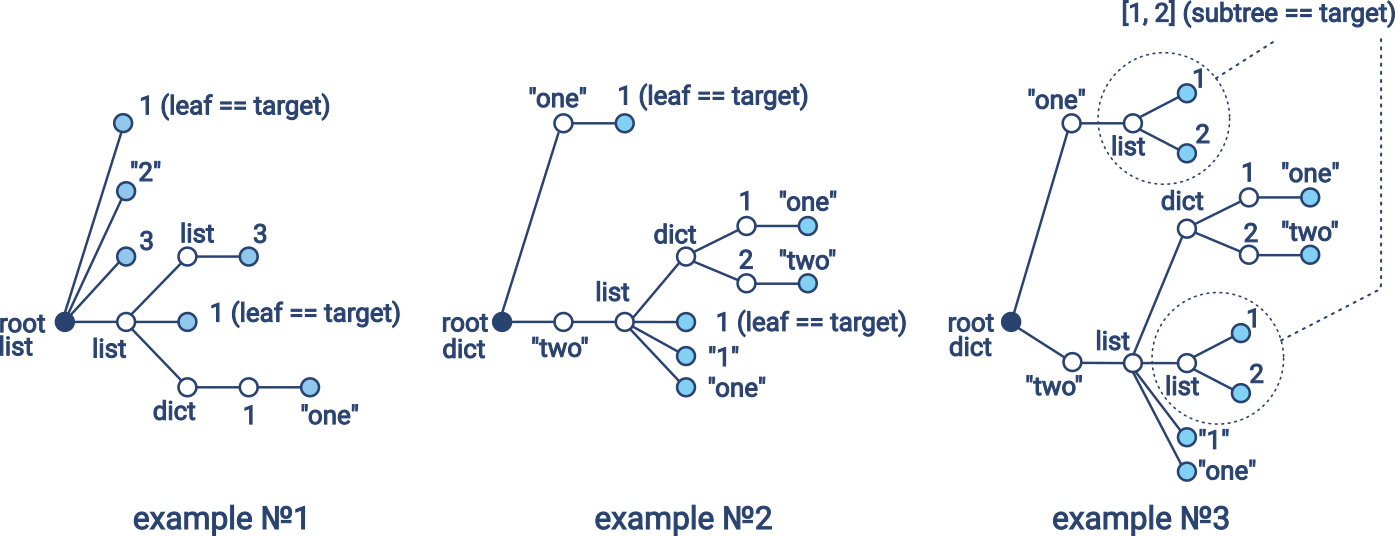 [1, 2] (subtree == target)
1 (leaf == target)
"2"
3
list
3
1 (leaf == target)
root
list
list
dict
1
"one"
example №1
"one"
1 (leaf == target)
1
"one"
dict
2
"two"
list
root
dict
"two"
1 (leaf == target)
"1"
"one"
example №2
"one"
1
list
2
1
"one"
dict
2
"two"
root
dict
list
"two"
1
list
2
"1"
"one"
example №3